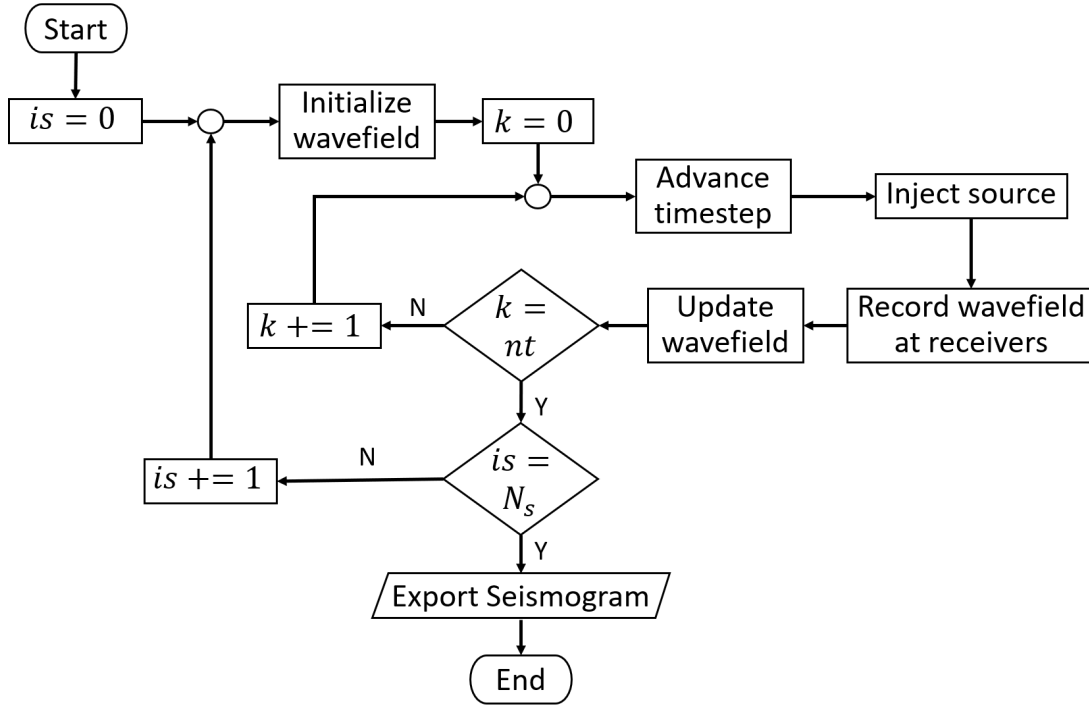 Start
is = 0
Initialize
wavefield
k = 0
Advance
timestep
Inject source
Record wavefield
at receivers
Update
wavefield
k =
nt
N
k += 1
Y
is =
Nₛ
N
is += 1
Y
Export Seismogram
End